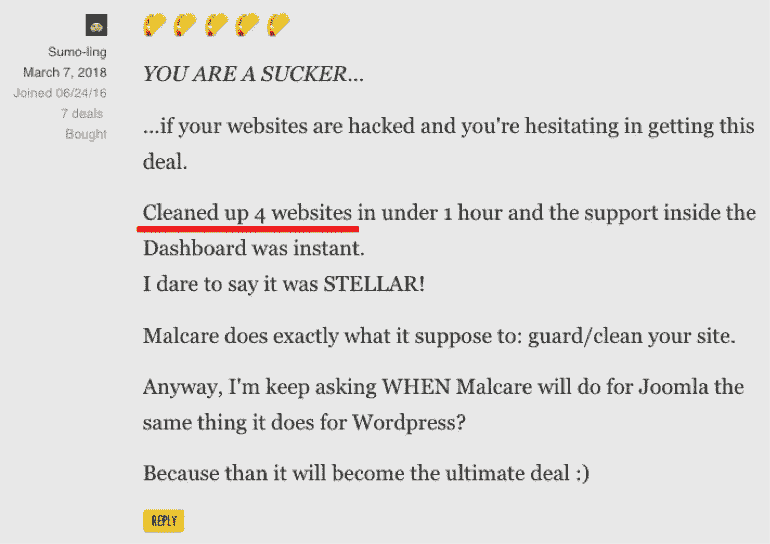 Sumo-ling
March 7, 2018
Joined 06/24/16
7 deals
Bought
YOU ARE A SUCKER...
...if your websites are hacked and you're hesitating in getting this
deal.
Cleaned up 4 websites in under 1 hour and the support inside the
Dashboard was instant.
I dare to say it was STELLAR!
Malcare does exactly what it suppose to: guard/clean your site.
Anyway, I'm keep asking WHEN Malcare will do for Joomla the
same thing it does for Wordpress?
Because than it will become the ultimate deal :)
REPLY